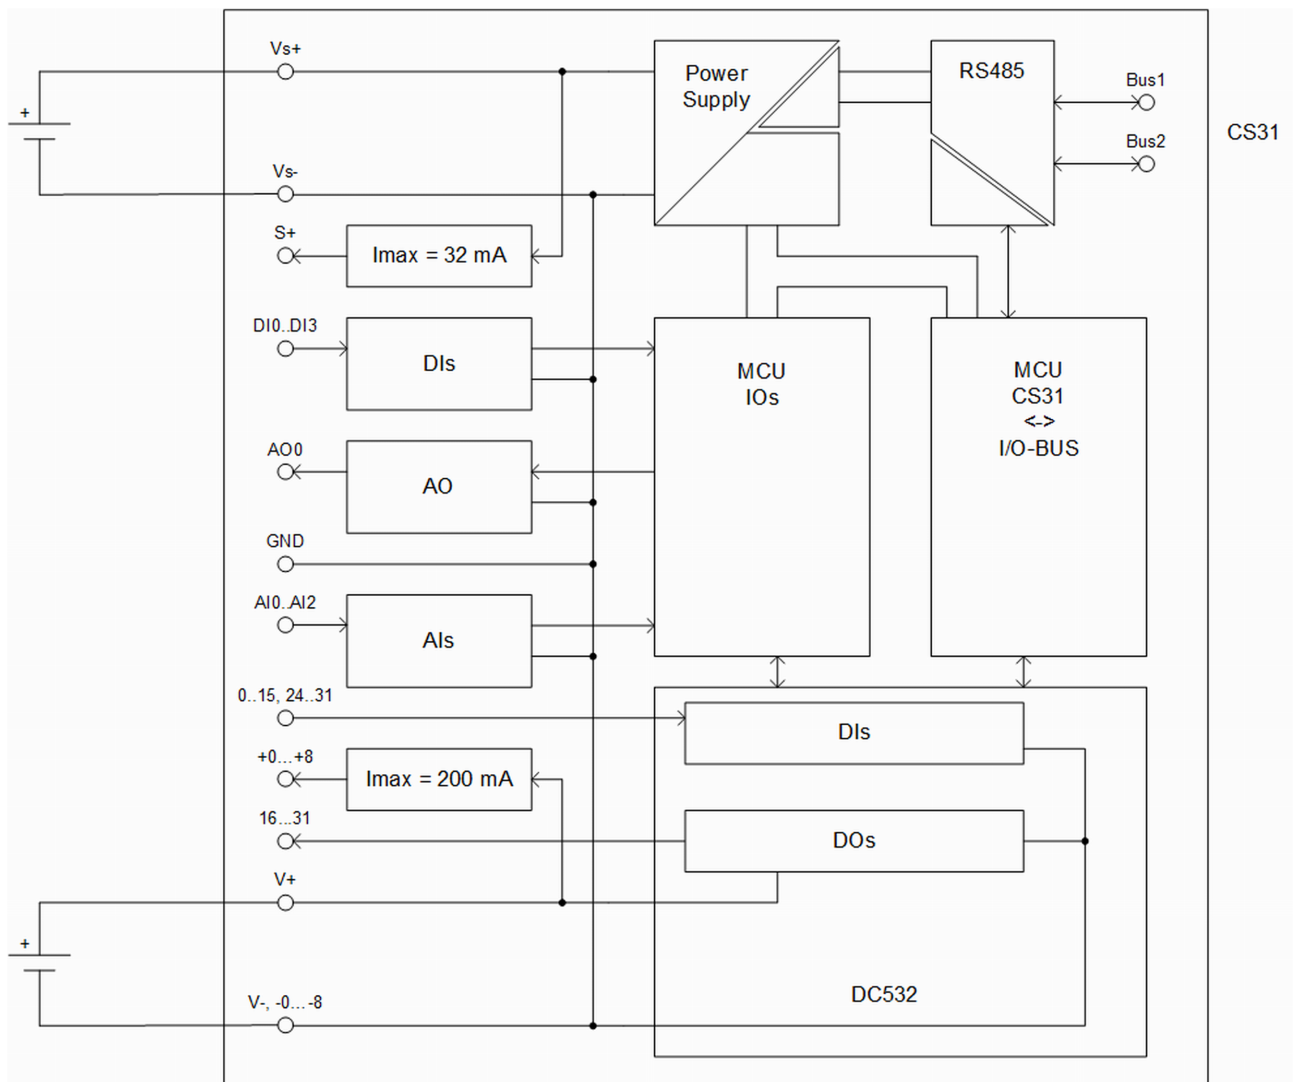 Vs+
Power
Supply
RS485
Bus1
Bus2
CS31
+
Vs-
S+
Imax = 32 mA
DI0..DI3
DIs
MCU
IOs
MCU
CS31
<->
I/O-BUS
AO0
AO
GND
AI0..AI2
AIs
0..15, 24..31
DIs
+0...+8
Imax = 200 mA
16...31
DOs
V+
+
DC532
V-, -0...-8